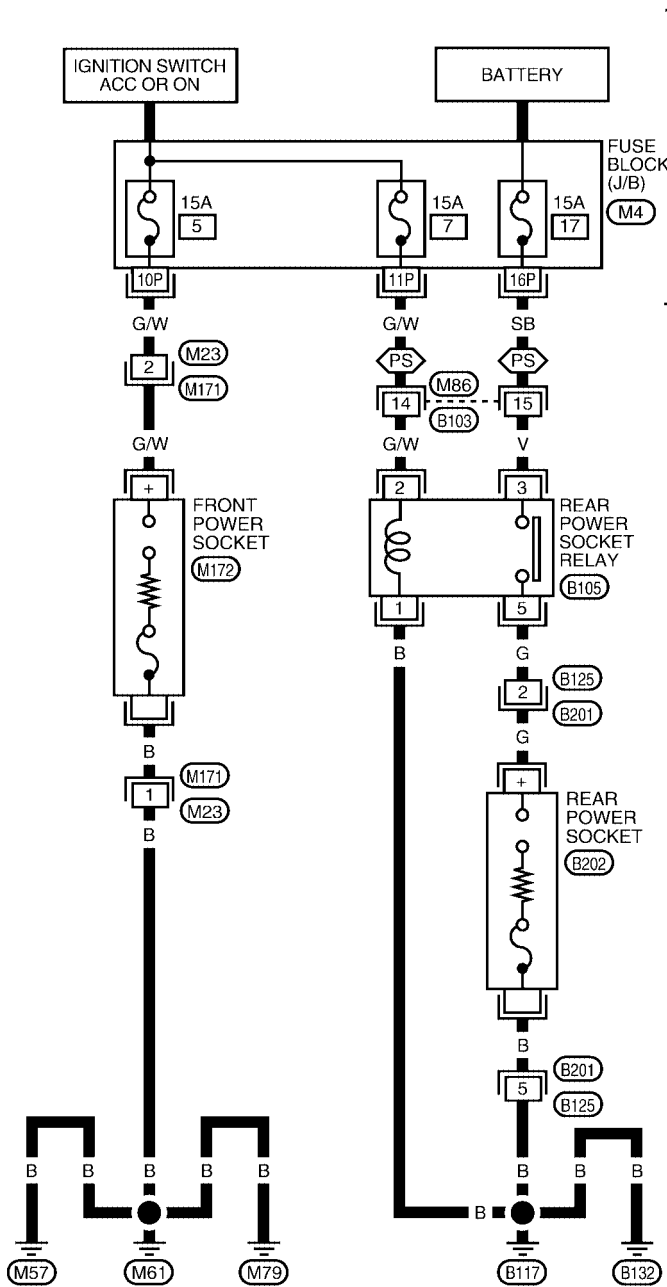 IGNITION SWITCH
ACC OR ON
BATTERY
FUSE
BLOCK
(J/B)
M4
15A
5
15A
7
15A
17
10P
11P
16P
G/W
G/W
SB
PS
PS
2
M23
M171
14
M86
B103
15
G/W
G/W
V
+
FRONT
POWER
SOCKET
M172
2
3
REAR
POWER
SOCKET
RELAY
B105
1
5
B
G
2
B125
B201
G
B
1
M171
M23
B
+
REAR
POWER
SOCKET
B202
B
5
B201
B125
B
B
B
B
B
B
B
B
B
M57
M61
M79
B117
B132